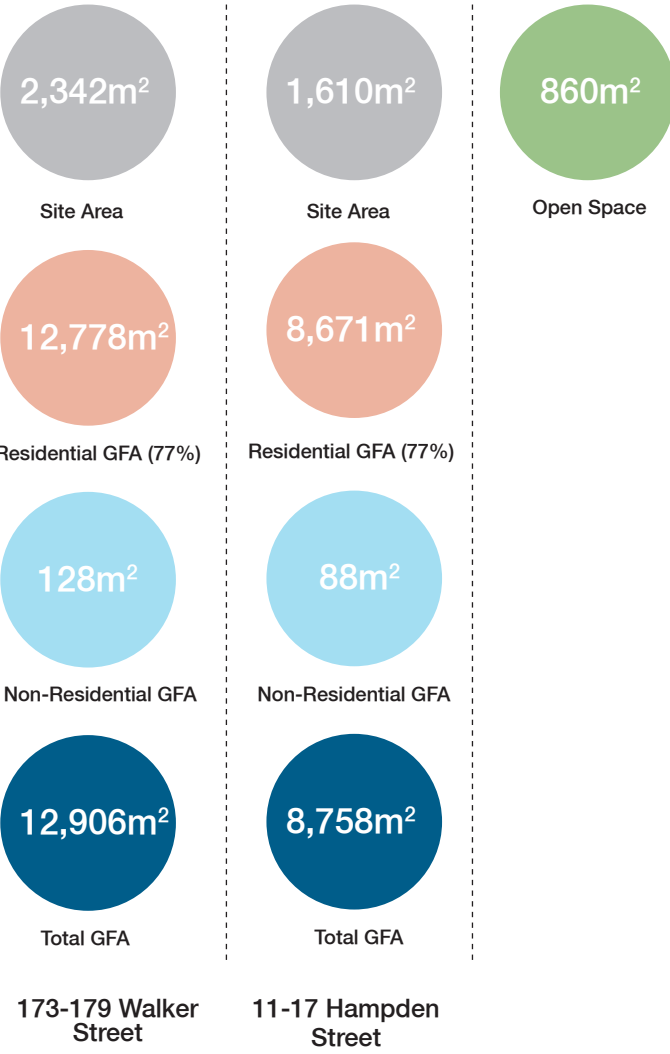 2,342m²
Site Area
12,778m²
Residential GFA (77%)
128m²
Non-Residential GFA
12,906m²
Total GFA
173-179 Walker
Street
1,610m²
Site Area
8,671m²
Residential GFA (77%)
88m²
Non-Residential GFA
8,758m²
Total GFA
11-17 Hampden
Street
860m²
Open Space